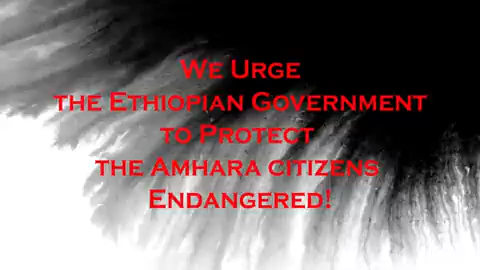 We Urge
the Ethiopian Government
to Protect
the Amhara citizens
Endangered!